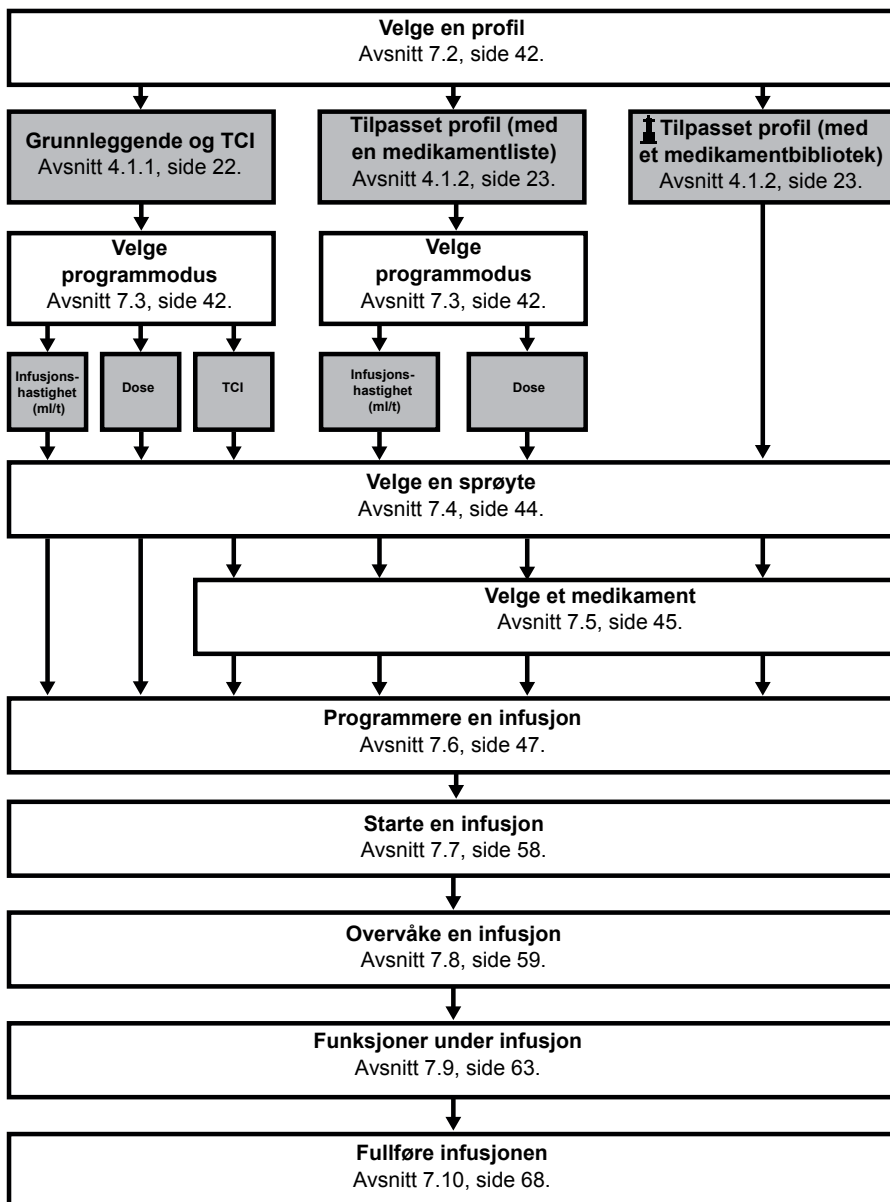 Velge en profil
Avsnitt 7.2, side 42.
Grunnleggende og TCI
Avsnitt 4.1.1, side 22.
Tilpasset profil (med
en medikamentliste)
Avsnitt 4.1.2, side 23.
Tilpasset profil (med
et medikamentbibliotek)
Avsnitt 4.1.2, side 23.
Velge
programmodus
Avsnitt 7.3, side 42.
Velge
programmodus
Avsnitt 7.3, side 42.
Infusjons-
hastighet
(ml/t)
Dose
TCI
Infusjons-
hastighet
(ml/t)
Dose
Velge en sprøyte
Avsnitt 7.4, side 44.
Velge et medikament
Avsnitt 7.5, side 45.
Programmere en infusjon
Avsnitt 7.6, side 47.
Starte en infusjon
Avsnitt 7.7, side 58.
Overvåke en infusjon
Avsnitt 7.8, side 59.
Funksjoner under infusjon
Avsnitt 7.9, side 63.
Fullføre infusjonen
Avsnitt 7.10, side 68.